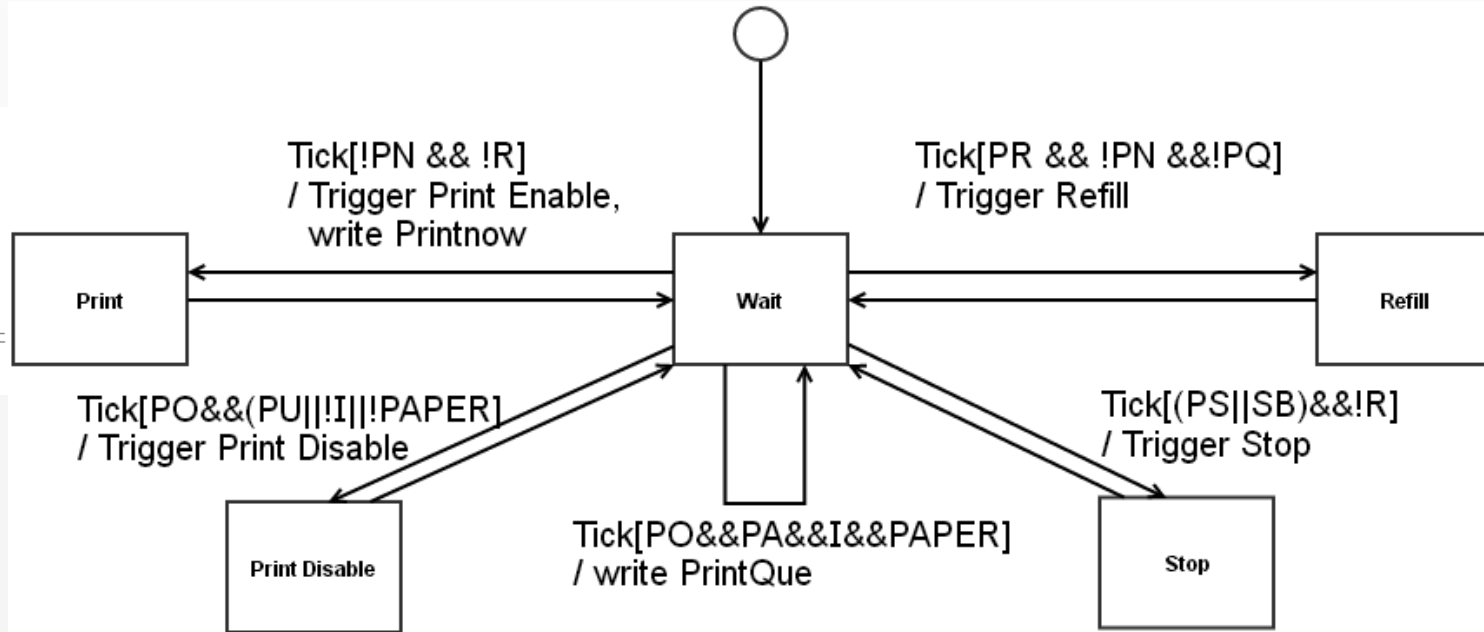 Tick[!PN && !R]
/ Trigger Print Enable,
write Printnow
Tick[PR && !PN &&!PQ]
/ Trigger Refill
Print
Wait
Refill
Tick[PO&&(PU||!I||!PAPER]
/ Trigger Print Disable
Tick[(PS||SB)&&!R]
/ Trigger Stop
Tick[PO&&PA&&I&&PAPER]
/ write PrintQue
Print Disable
Stop